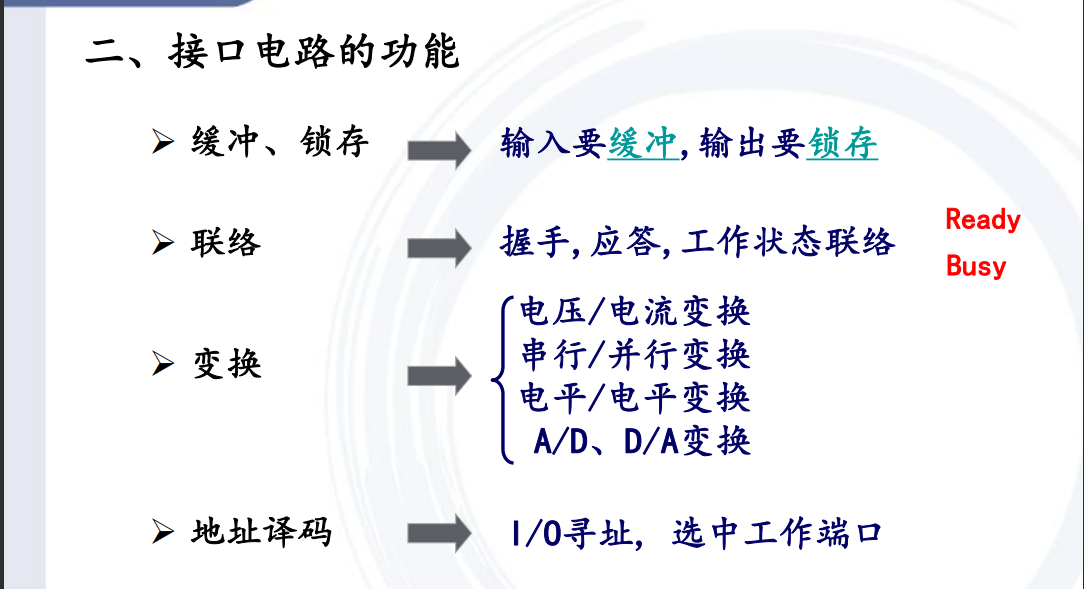 二、接口电路的功能
➢ 缓冲、锁存 输入要缓冲,输出要锁存
➢ 联络 握手,应答,工作状态联络 Ready
Busy
➢ 变换 电压/电流变换
串行/并行变换
电平/电平变换
A/D、D/A变换
➢ 地址译码 I/O寻址, 选中工作端口